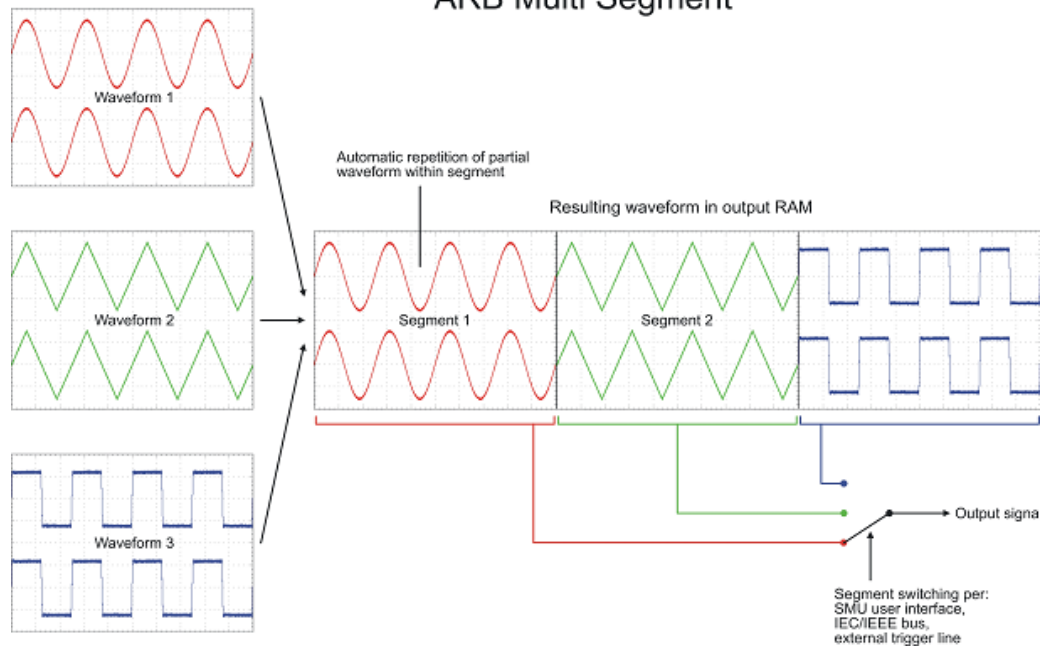 ARB Multi Segment
Waveform 1
Automatic repetition of partial
waveform within segment
Resulting waveform in output RAM
Waveform 2
Segment 1
Segment 2
Waveform 3
Output signa
Segment switching per:
SMU user interface,
IEC/IEEE bus,
external trigger line